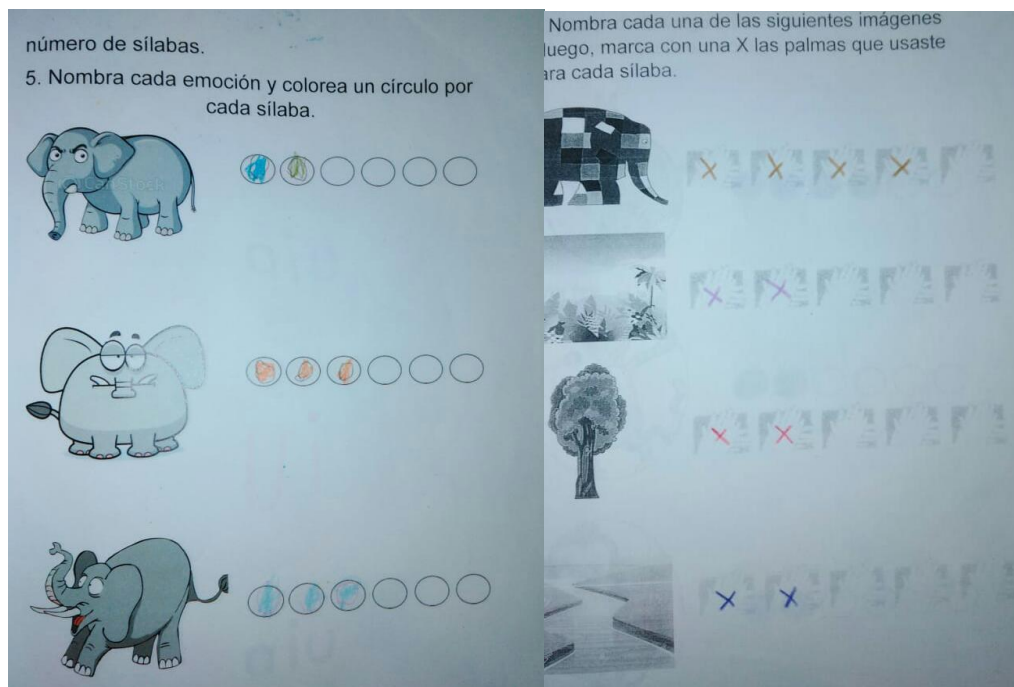 número de sílabas.
5. Nombra cada emoción y colorea un círculo por
cada sílaba.
Nombra cada una de las siguientes imágenes
luego, marca con una X las palmas que usaste
ara cada sílaba.